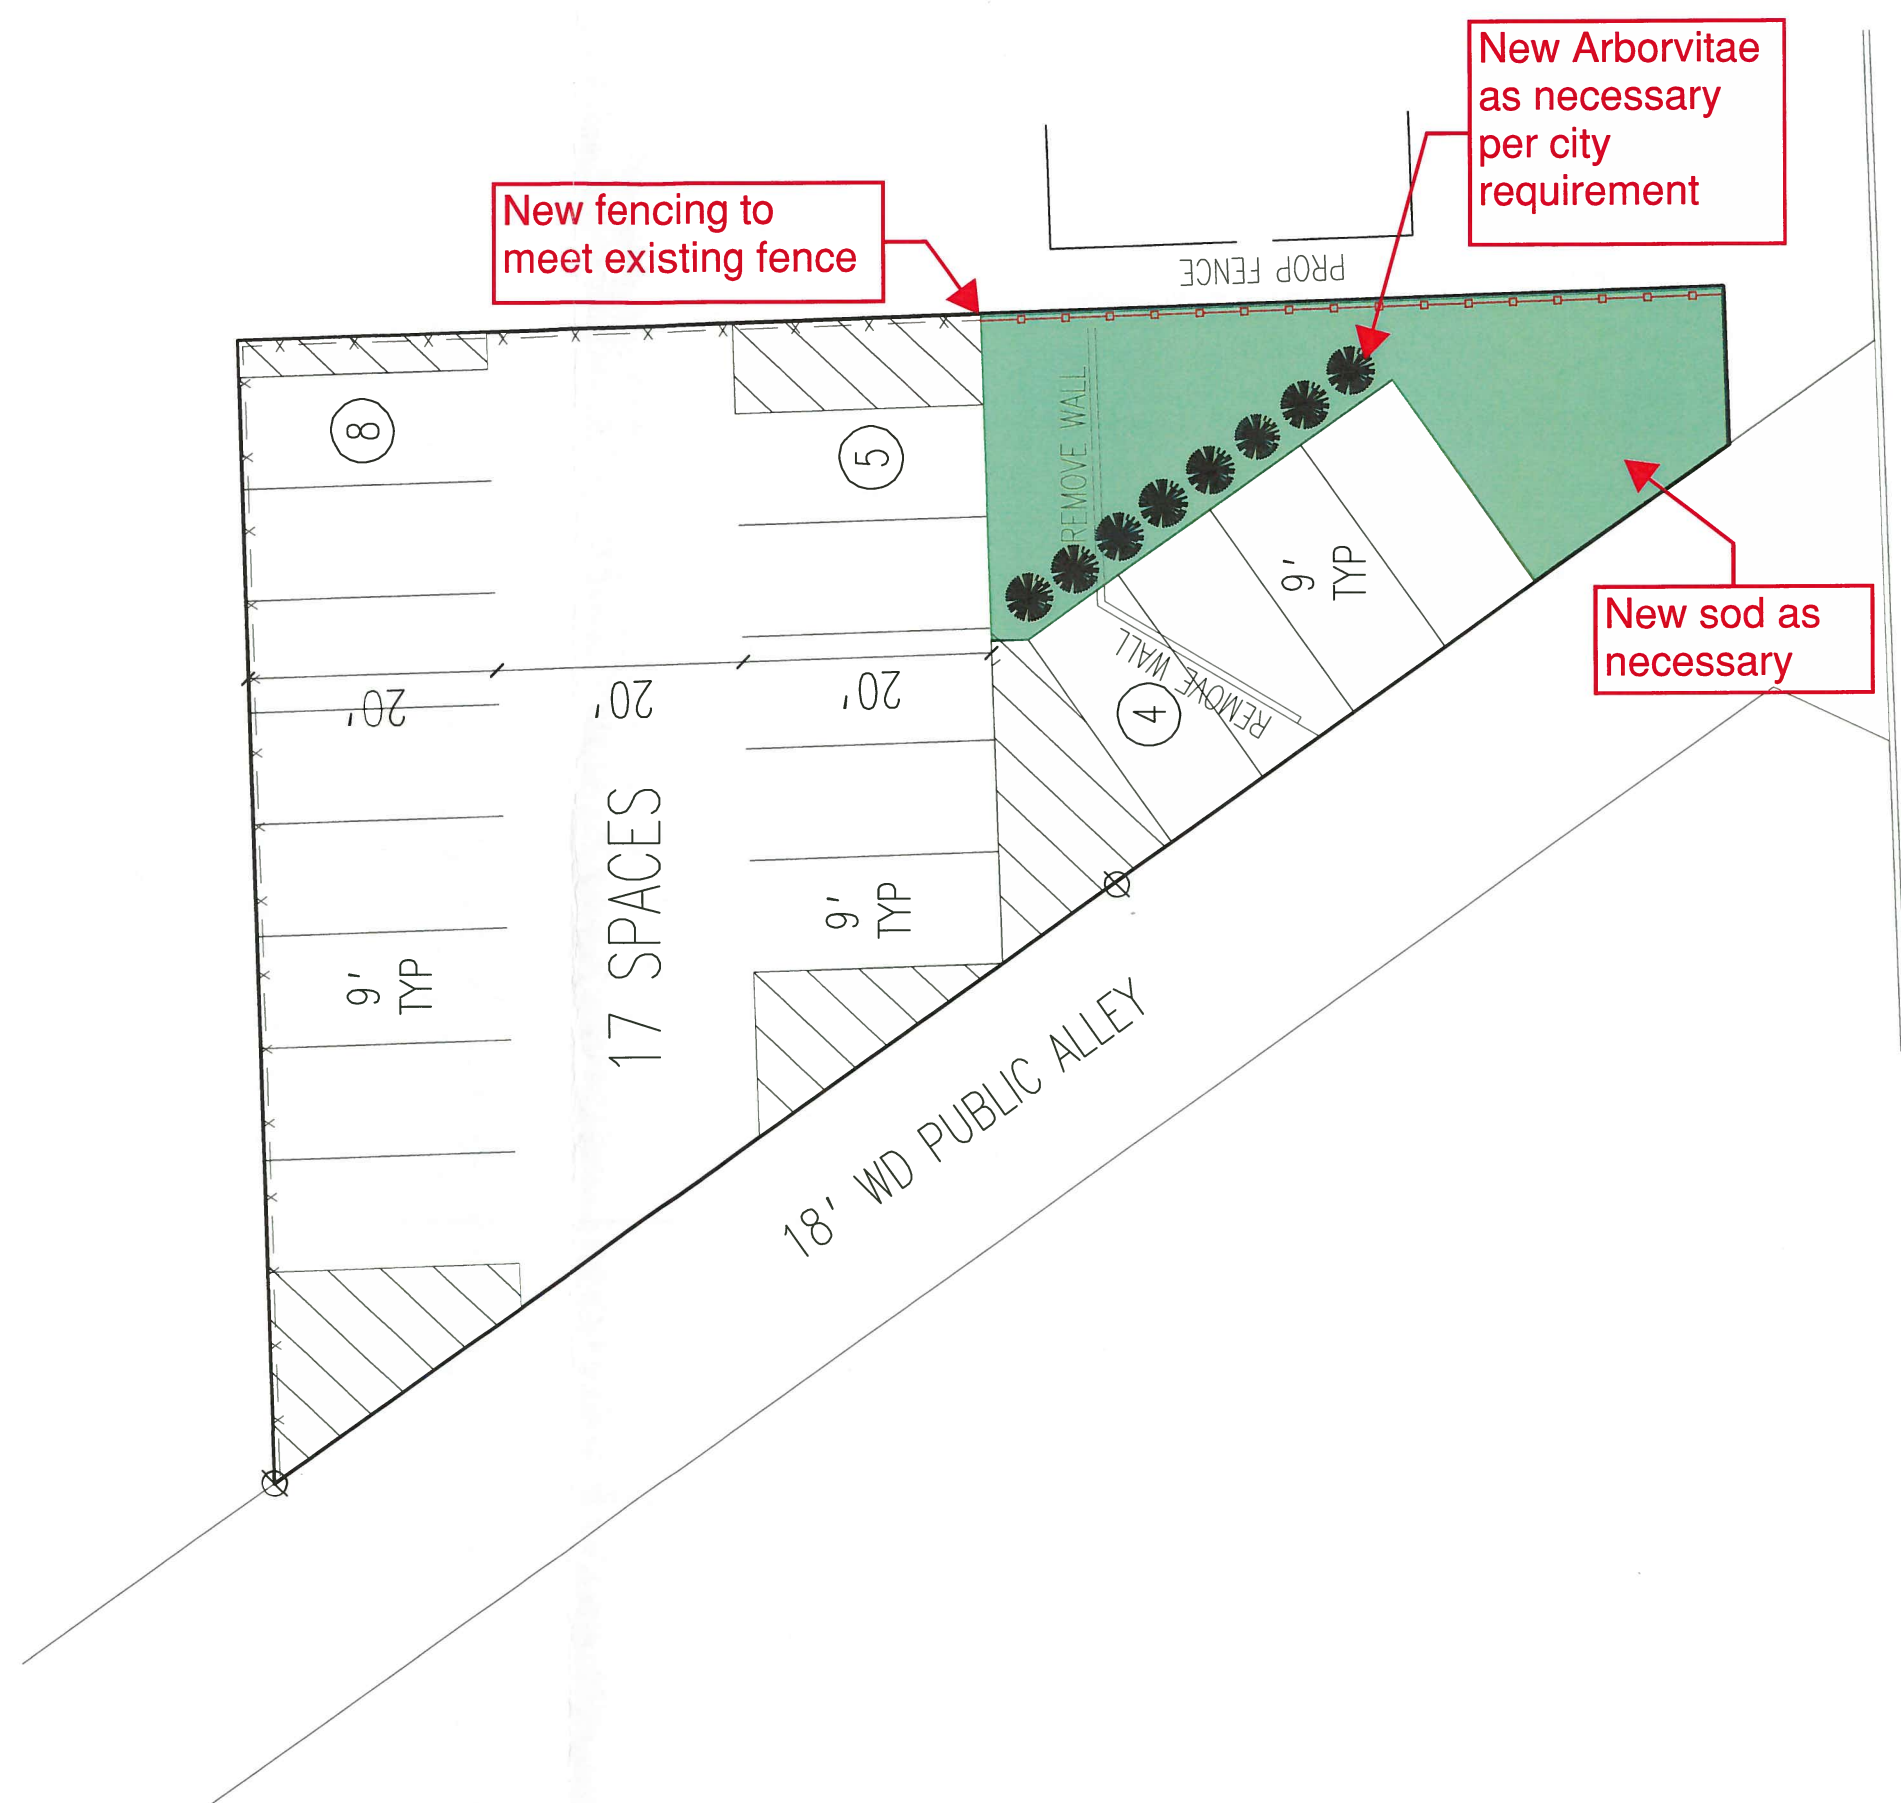 New Arborvitae
as necessary
per city
requirement
New fencing to
meet existing fence
PROP FENCE
8
5
REMOVE WALL
9'
TYP
New sod as
necessary
REMOVE WALL
4
20'
20'
20'
17 SPACES
9'
TYP
9'
TYP
18' WD PUBLIC ALLEY